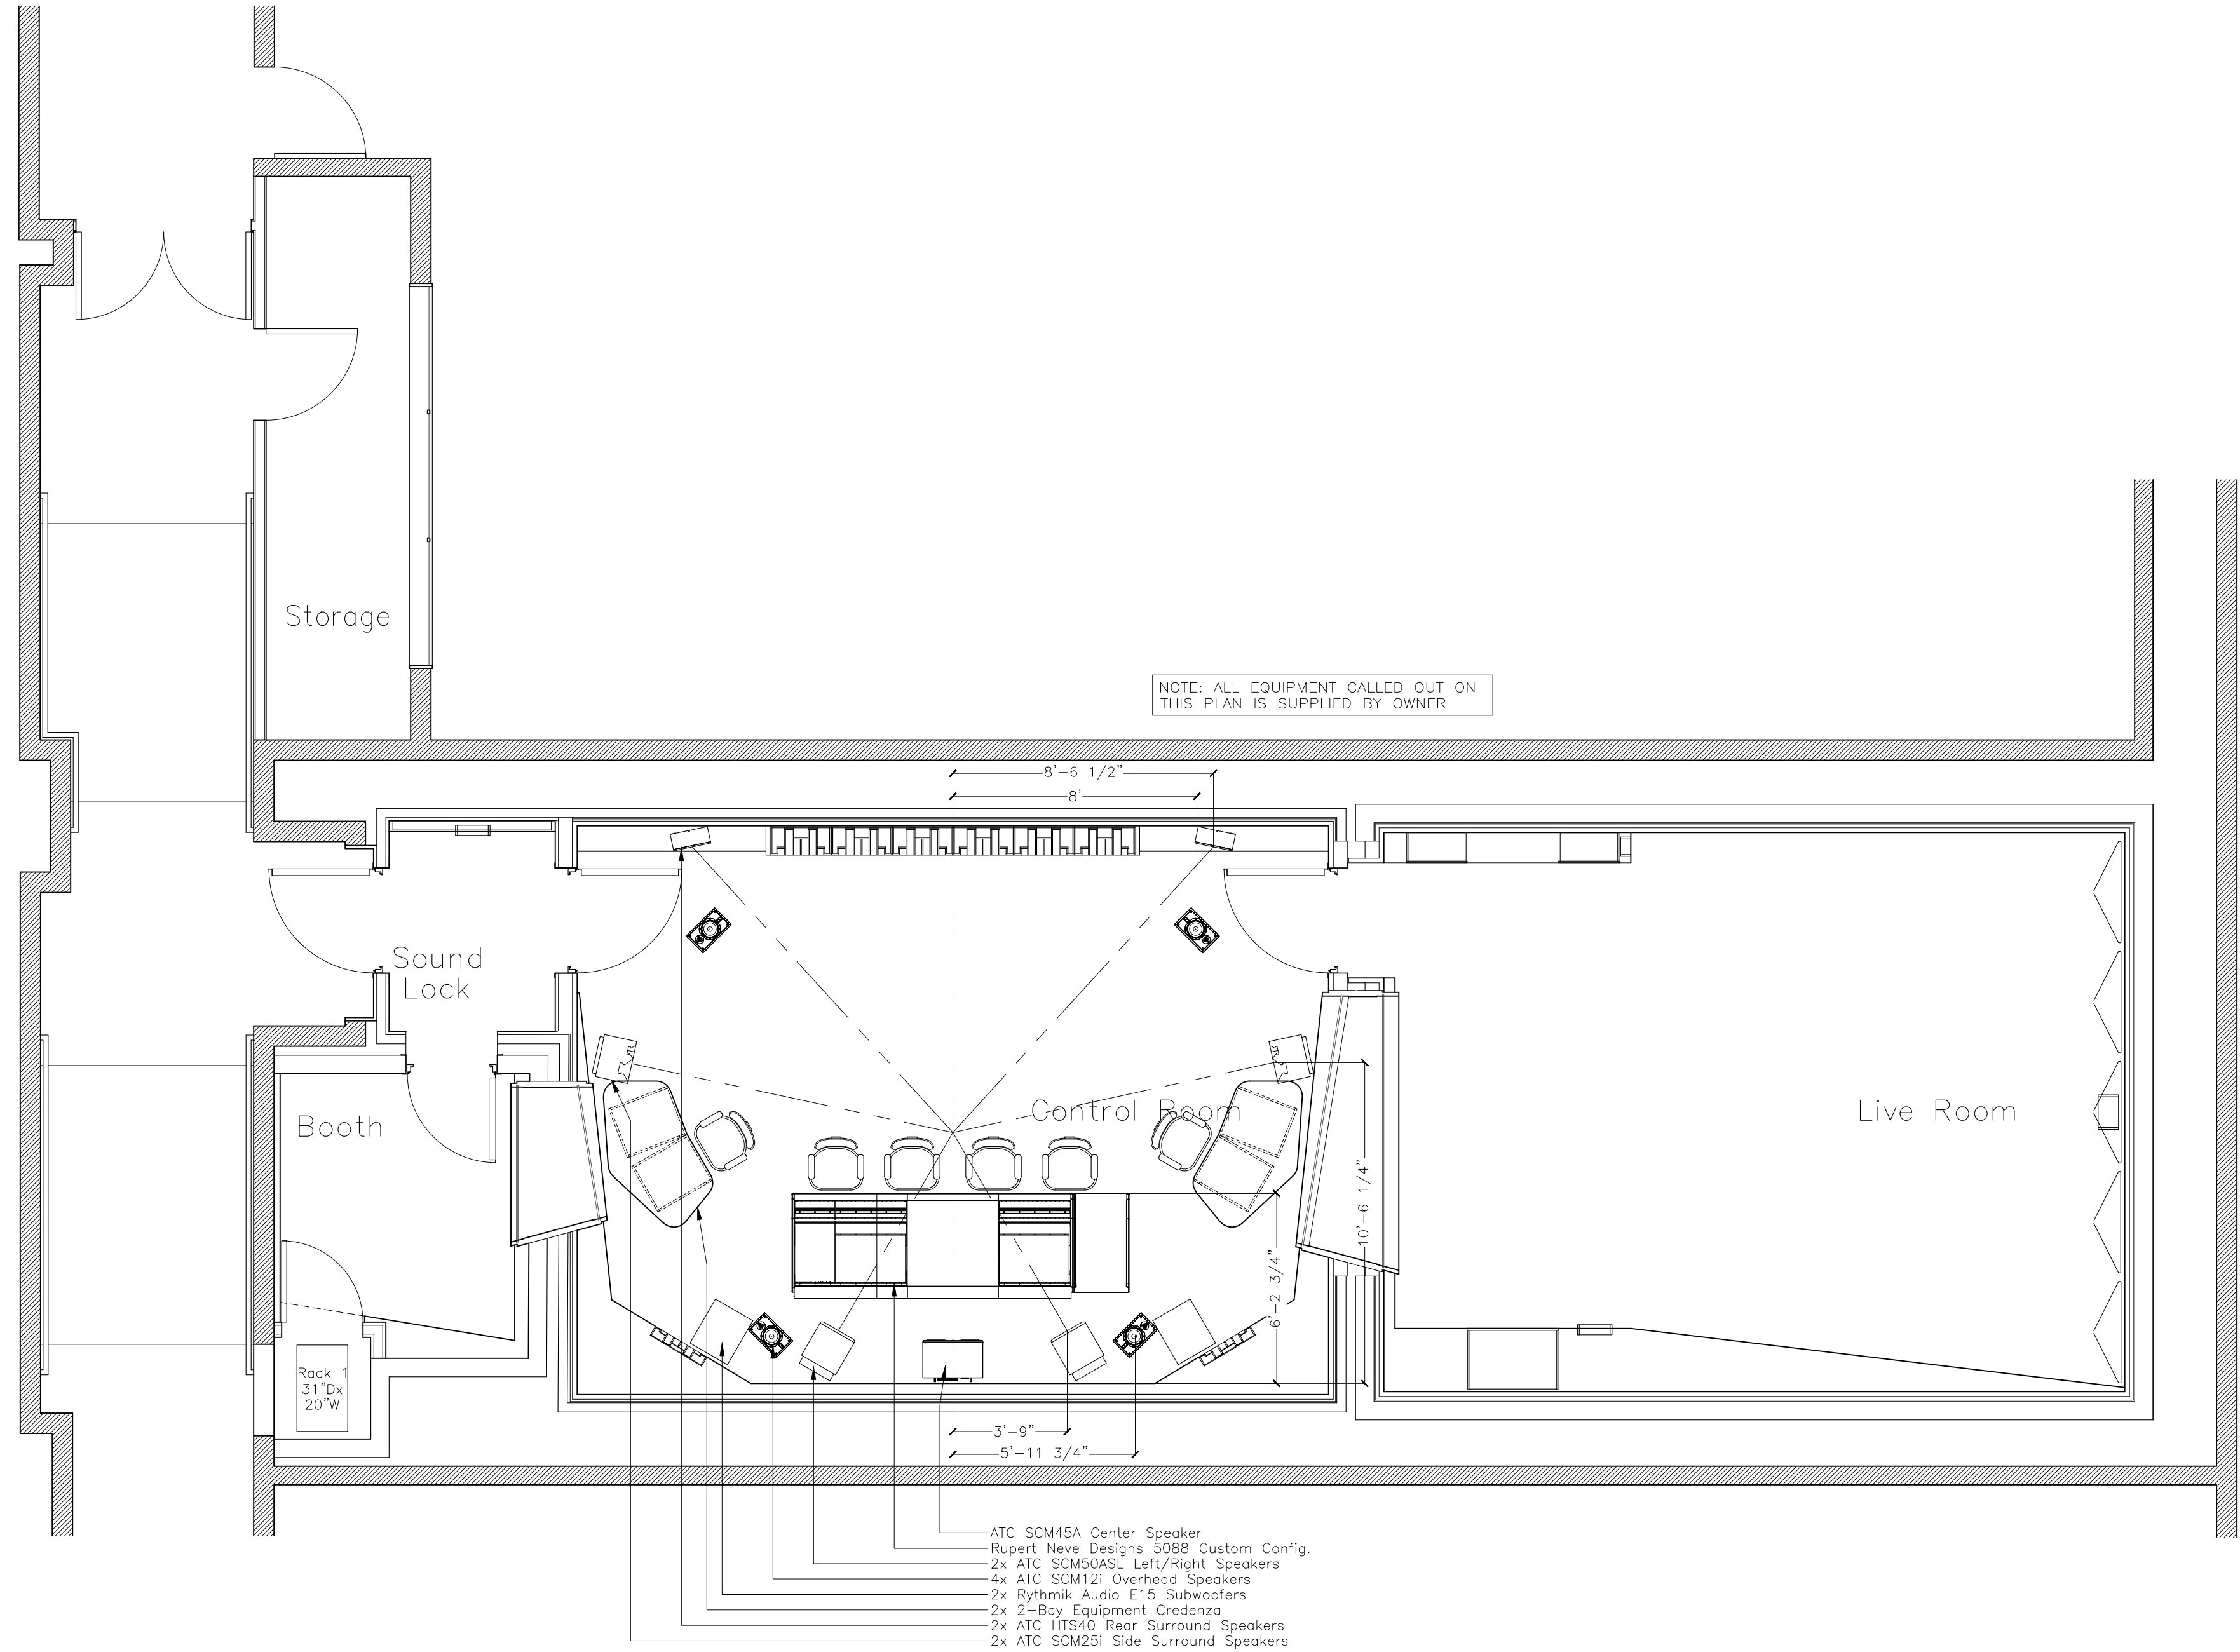 Storage
NOTE: ALL EQUIPMENT CALLED OUT ON
THIS PLAN IS SUPPLIED BY OWNER
8'-6 1/2"
8'
Sound
Lock
Booth
Control Room
Live Room
10'-6 1/4"
6'-2 3/4"
Rack 1
31"Dx
20"W
3'-9"
5'-11 3/4"
ATC SCM45A Center Speaker
Rupert Neve Designs 5088 Custom Config.
2x ATC SCM50ASL Left/Right Speakers
4x ATC SCM12i Overhead Speakers
2x Rythmik Audio E15 Subwoofers
2x 2-Bay Equipment Credenza
2x ATC HTS40 Rear Surround Speakers
2x ATC SCM25i Side Surround Speakers